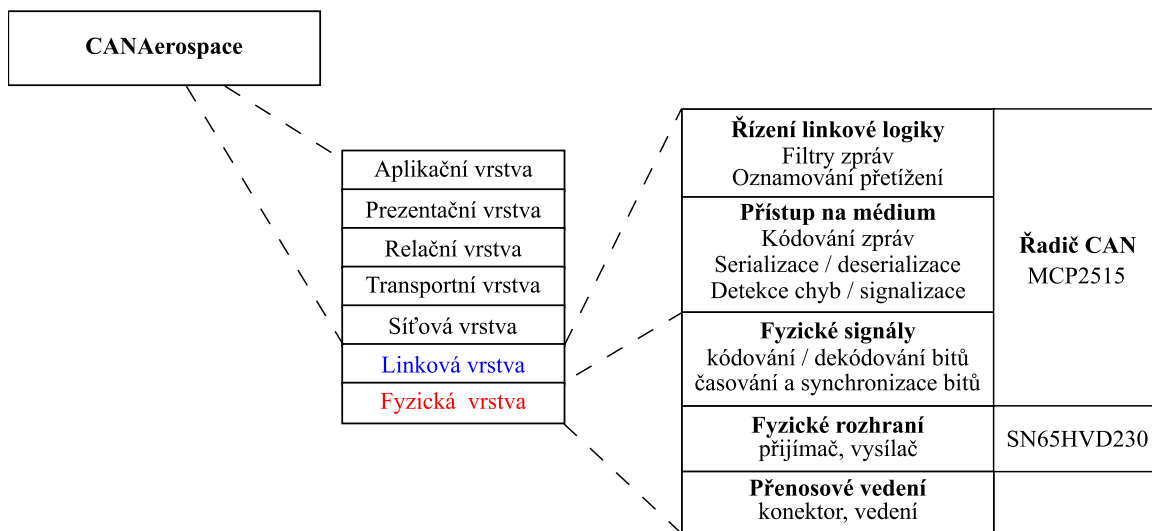 CANAerospace
Aplikační vrstva
Prezentační vrstva
Relační vrstva
Transportní vrstva
Síťová vrstva
Linková vrstva
Fyzická vrstva
Řízení linkové logiky
Filtry zpráv
Oznamování přetížení
Přístup na médium
Kódování zpráv
Serializace / deserializace
Detekce chyb / signalizace
Fyzické signály
kódování / dekódování bitů
časování a synchronizace bitů
Řadič CAN
MCP2515
Fyzické rozhraní
přijímač, vysílač
SN65HVD230
Přenosové vedení
konektor, vedení